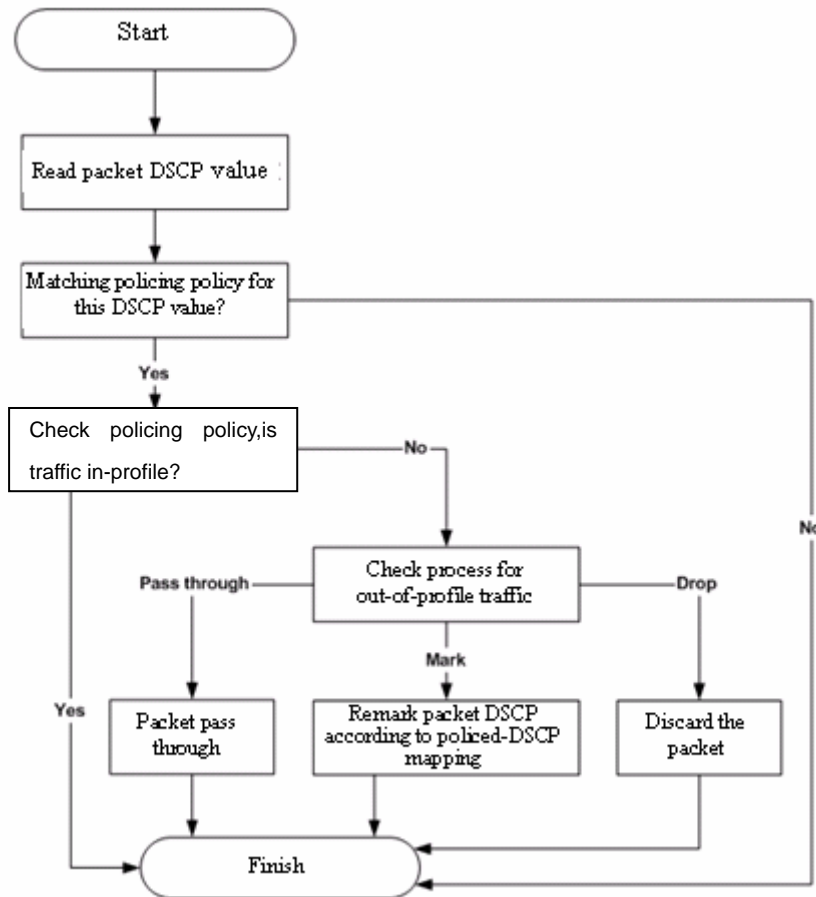 Start
Read packet DSCP value
Matching policing policy for
this DSCP value?
Yes
Check policing policy,is
traffic in-profile?
No
No
Check process for
out-of-profile traffic
Pass through
Drop
Mark
Yes
Packet pass
through
Remark packet DSCP
according to policed-DSCP
mapping
Discard the
packet
Finish